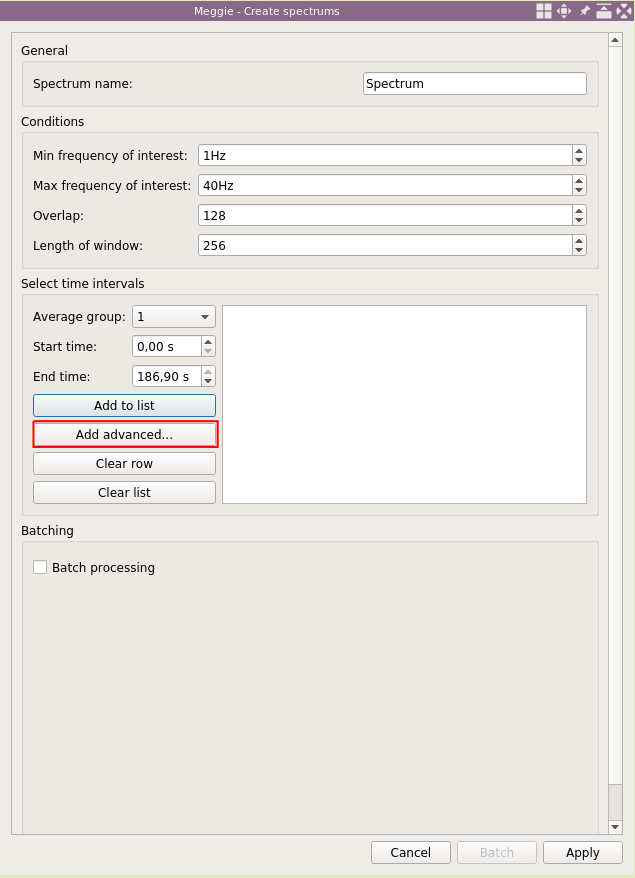 Meggie - Create spectrums
General
Spectrum name: Spectrum
Conditions
Min frequency of interest: 1Hz
Max frequency of interest: 40Hz
Overlap: 128
Length of window: 256
Select time intervals
Average group: 1
Start time: 0,00 s
End time: 186,90 s
Add to list
Add advanced...
Clear row
Clear list
Batching
Batch processing
Cancel Batch Apply